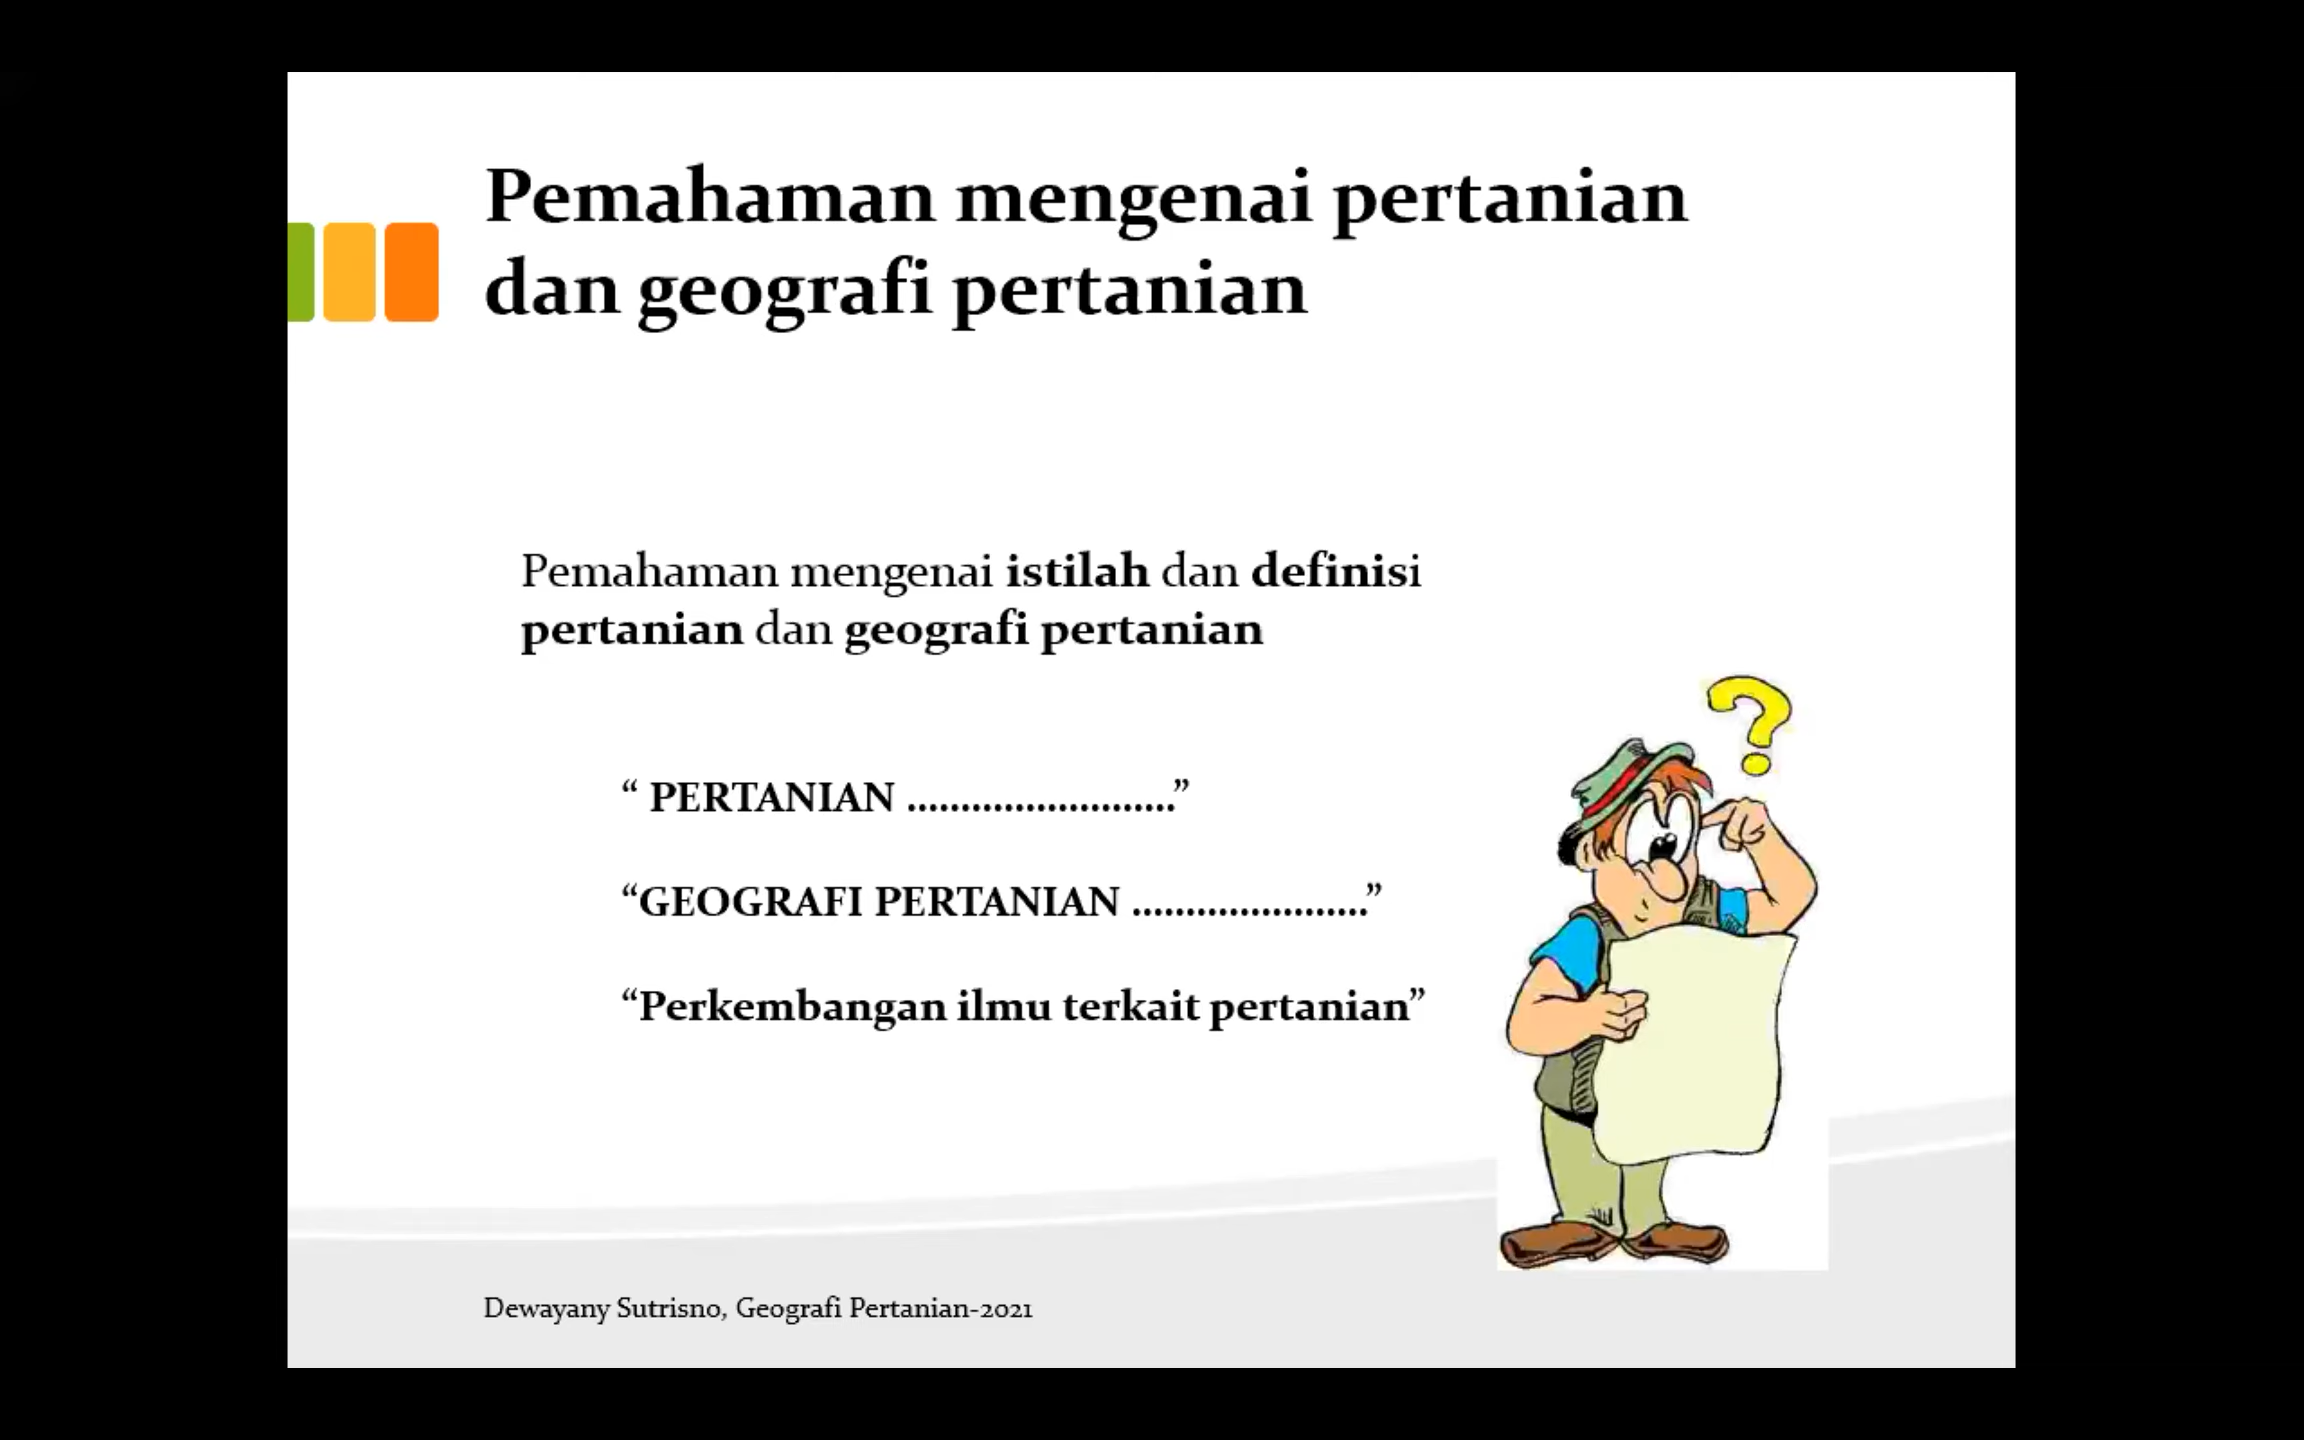 Pemahaman mengenai pertanian
dan geografi pertanian
Pemahaman mengenai istilah dan definisi
pertanian dan geografi pertanian
“ PERTANIAN .........................”
“GEOGRAFI PERTANIAN ......................”
“Perkembangan ilmu terkait pertanian”
?
Dewayany Sutrisno, Geografi Pertanian-2021